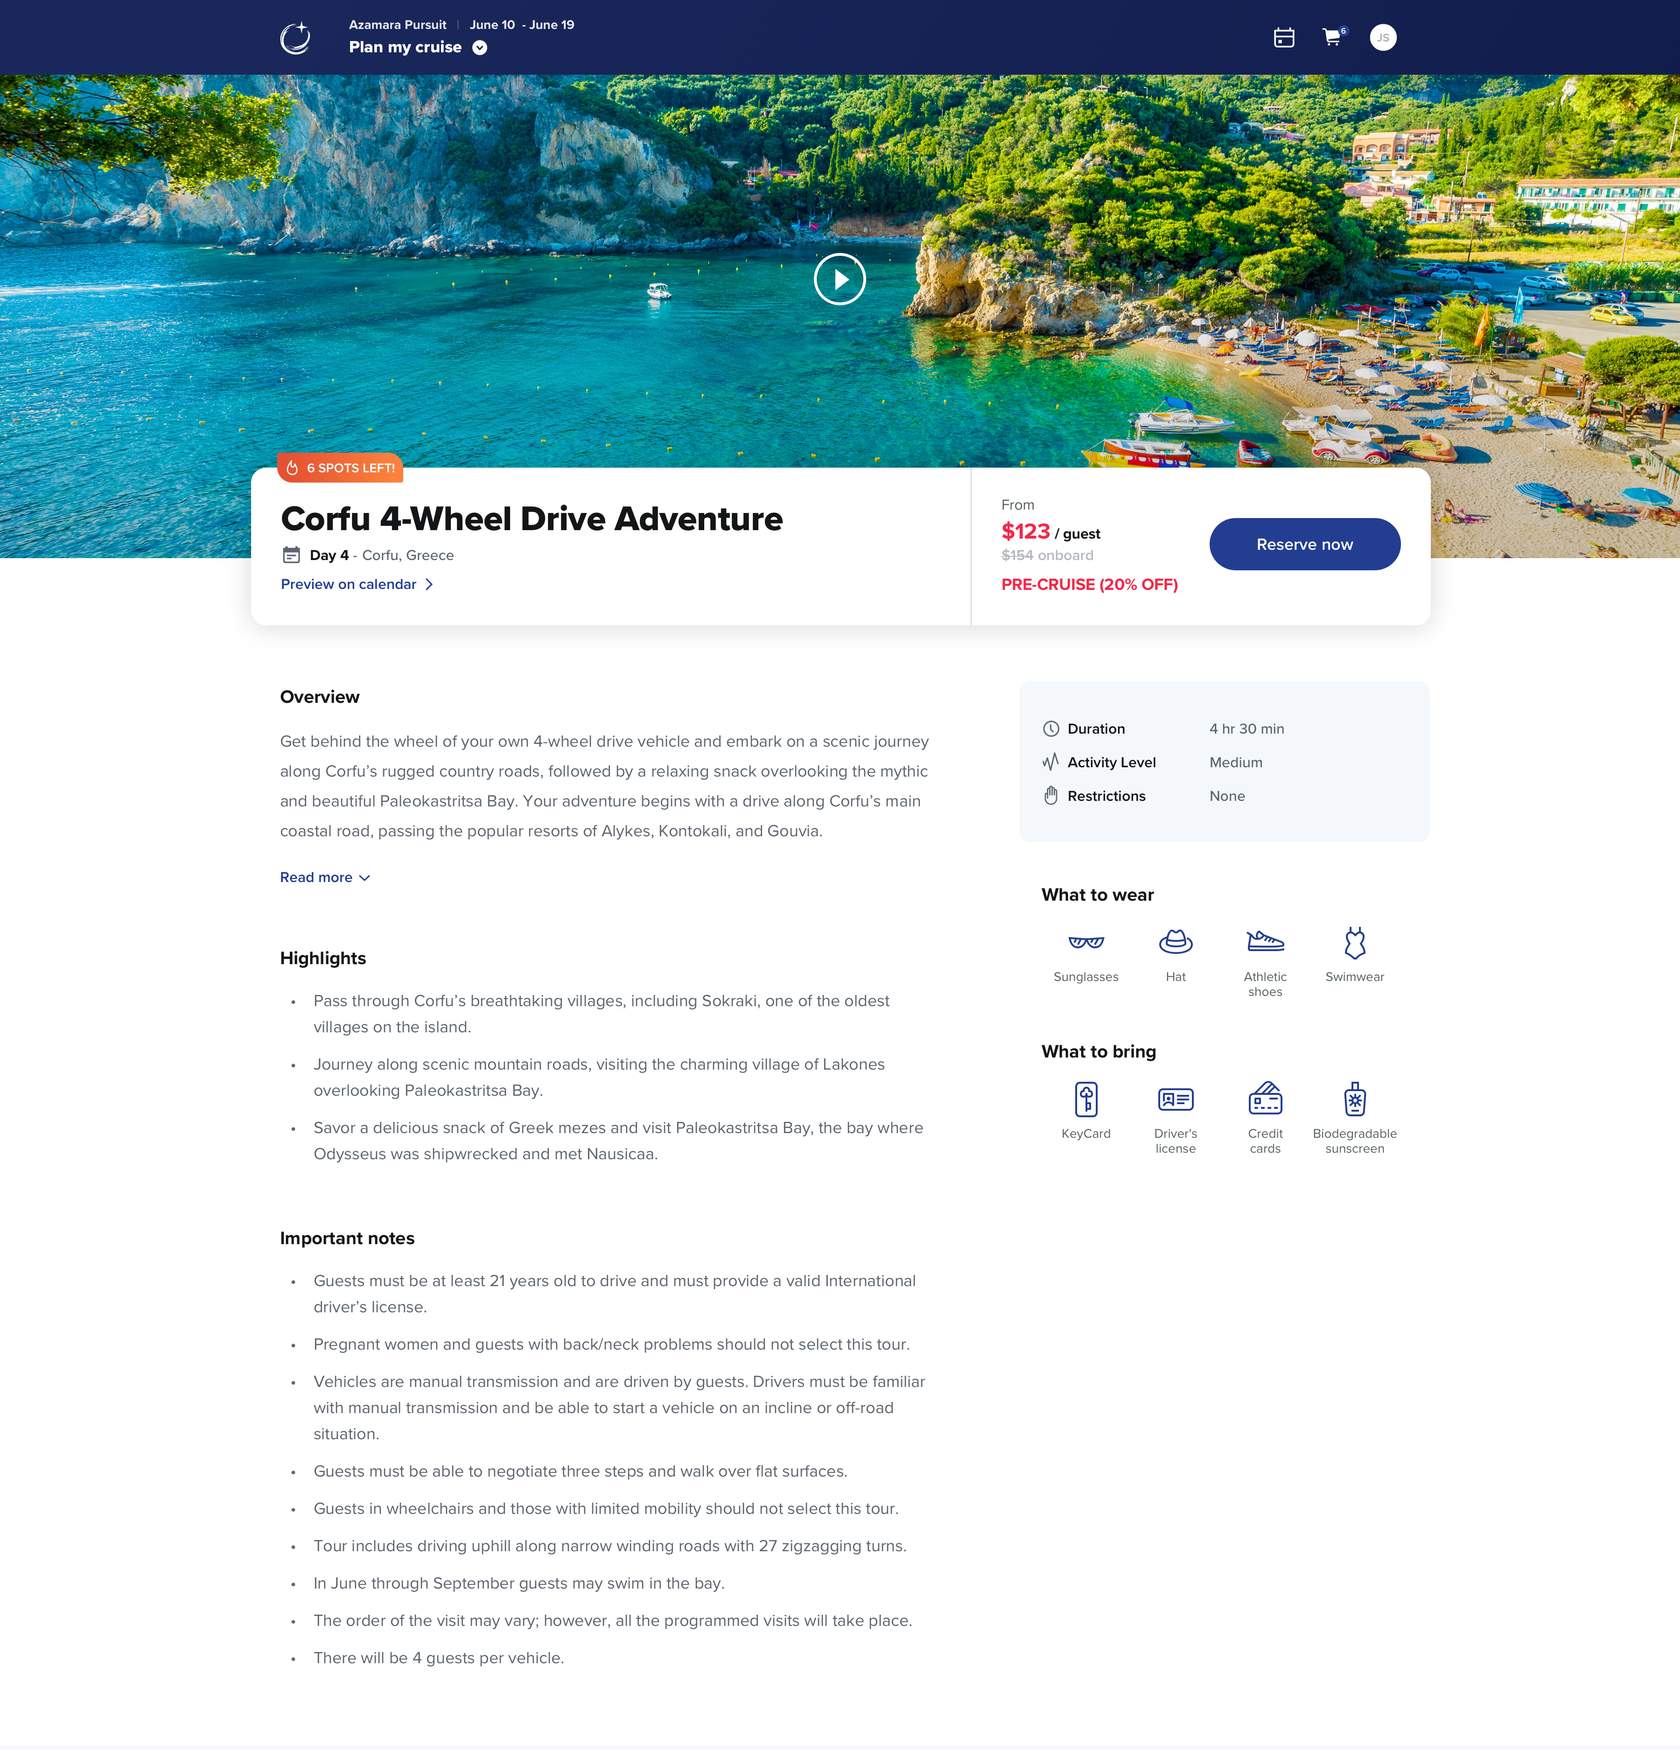 Azamara Pursuit | June 10 - June 19
Plan my cruise
6
JS
6 SPOTS LEFT!
Corfu 4-Wheel Drive Adventure
Day 4 - Corfu, Greece
Preview on calendar
From
$123 / guest
$154 onboard
PRE-CRUISE (20% OFF)
Reserve now
Overview
Get behind the wheel of your own 4-wheel drive vehicle and embark on a scenic journey
along Corfu’s rugged country roads, followed by a relaxing snack overlooking the mythic
and beautiful Paleokastritsa Bay. Your adventure begins with a drive along Corfu’s main
coastal road, passing the popular resorts of Alykes, Kontokali, and Gouvia.
Read more
Highlights
• Pass through Corfu’s breathtaking villages, including Sokraki, one of the oldest
villages on the island.
• Journey along scenic mountain roads, visiting the charming village of Lakones
overlooking Paleokastritsa Bay.
• Savor a delicious snack of Greek mezes and visit Paleokastritsa Bay, the bay where
Odysseus was shipwrecked and met Nausicaa.
Important notes
• Guests must be at least 21 years old to drive and must provide a valid International
driver’s license.
• Pregnant women and guests with back/neck problems should not select this tour.
• Vehicles are manual transmission and are driven by guests. Drivers must be familiar
with manual transmission and be able to start a vehicle on an incline or off-road
situation.
• Guests must be able to negotiate three steps and walk over flat surfaces.
• Guests in wheelchairs and those with limited mobility should not select this tour.
• Tour includes driving uphill along narrow winding roads with 27 zigzagging turns.
• In June through September guests may swim in the bay.
• The order of the visit may vary; however, all the programmed visits will take place.
• There will be 4 guests per vehicle.
Duration 4 hr 30 min
Activity Level Medium
Restrictions None
What to wear
Sunglasses
Hat
Athletic
shoes
Swimwear
What to bring
KeyCard
Driver's
license
Credit
cards
Biodegradable
sunscreen